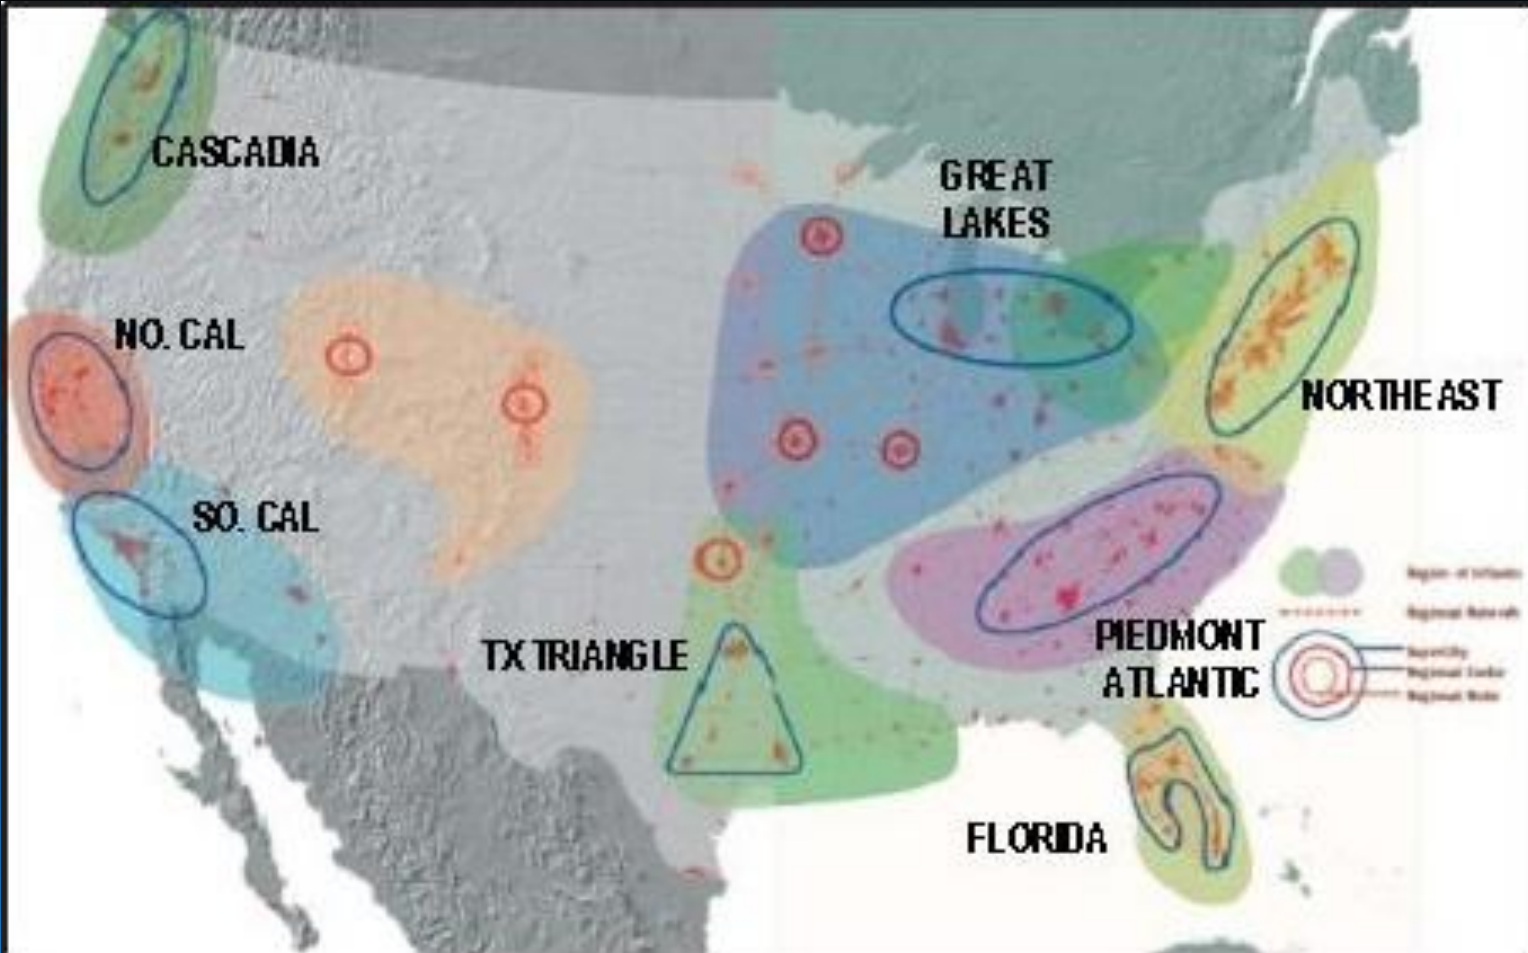 CASCADIA
GREAT
LAKES
NO. CAL
NORTHEAST
SO. CAL
TX TRIANGLE
PIEDMONT
ATLANTIC
FLORIDA